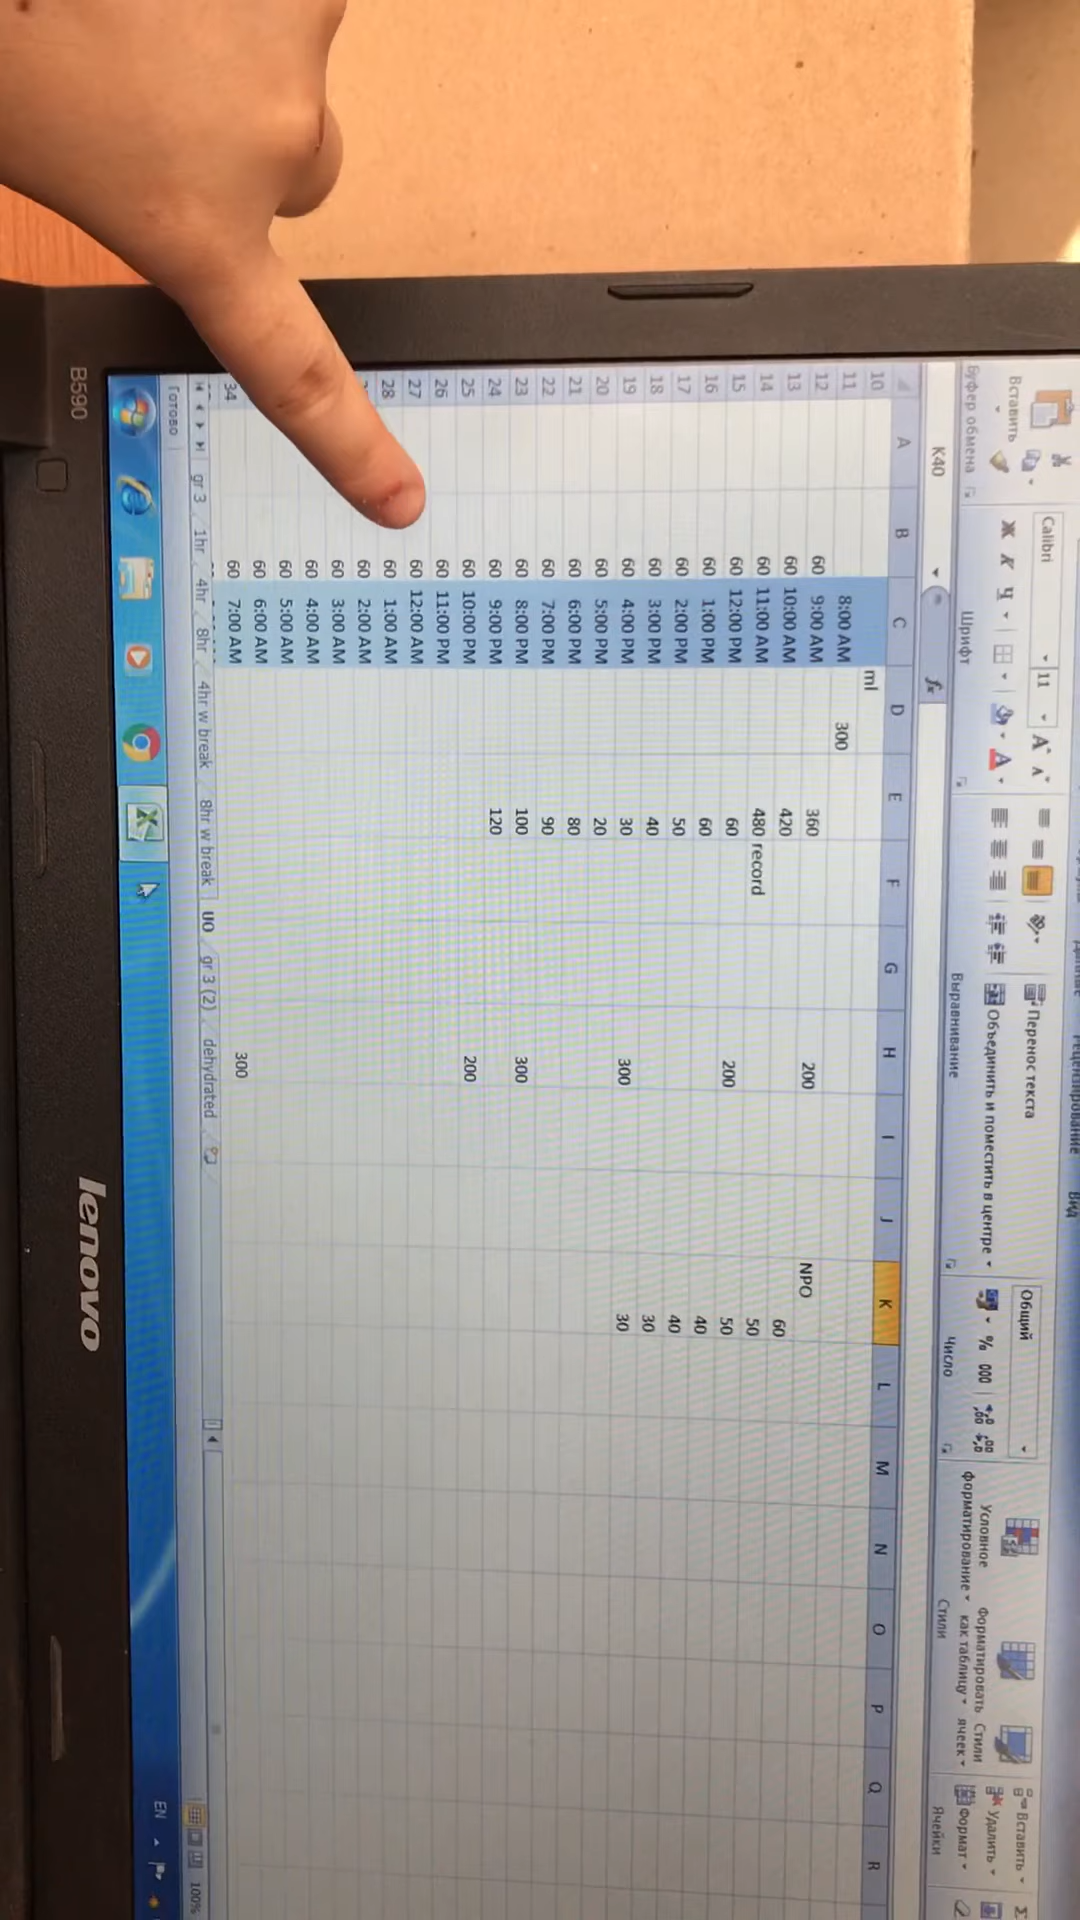 Вид
Рецензирование
Вставить
Буфер обмена
Calibri 11
Ж К Ч
Шрифт
Перенос текста
Объединить и поместить в центре
Выравнивание
Общий
% 000
Число
Условное форматирование
Форматировать как таблицу
Стили ячеек
Стили
Вставить
Удалить
Формат
Ячейки
K40 fx
A B C D E F G H I J K L M N O P Q R
10 ml
11 8:00 AM 300
12 60 9:00 AM 360 200 NPO
13 60 10:00 AM 420 60
14 60 11:00 AM 480 record 50
15 60 12:00 PM 60 200 50
16 60 1:00 PM 60 40
17 60 2:00 PM 50 40
18 60 3:00 PM 40 30
19 60 4:00 PM 30 300 30
20 60 5:00 PM 20
21 60 6:00 PM 80
22 60 7:00 PM 90
23 60 8:00 PM 100 300
24 60 9:00 PM 120
25 60 10:00 PM 200
26 60 11:00 PM
27 60 12:00 AM
28 60 1:00 AM
60 2:00 AM
60 3:00 AM
60 4:00 AM
60 5:00 AM
60 6:00 AM
34 60 7:00 AM 300
gr 3 1hr 4hr 8hr 4hr w break 8hr w break UO gr 3 (2) dehydrated
Готово 100%
EN
B590 lenovo